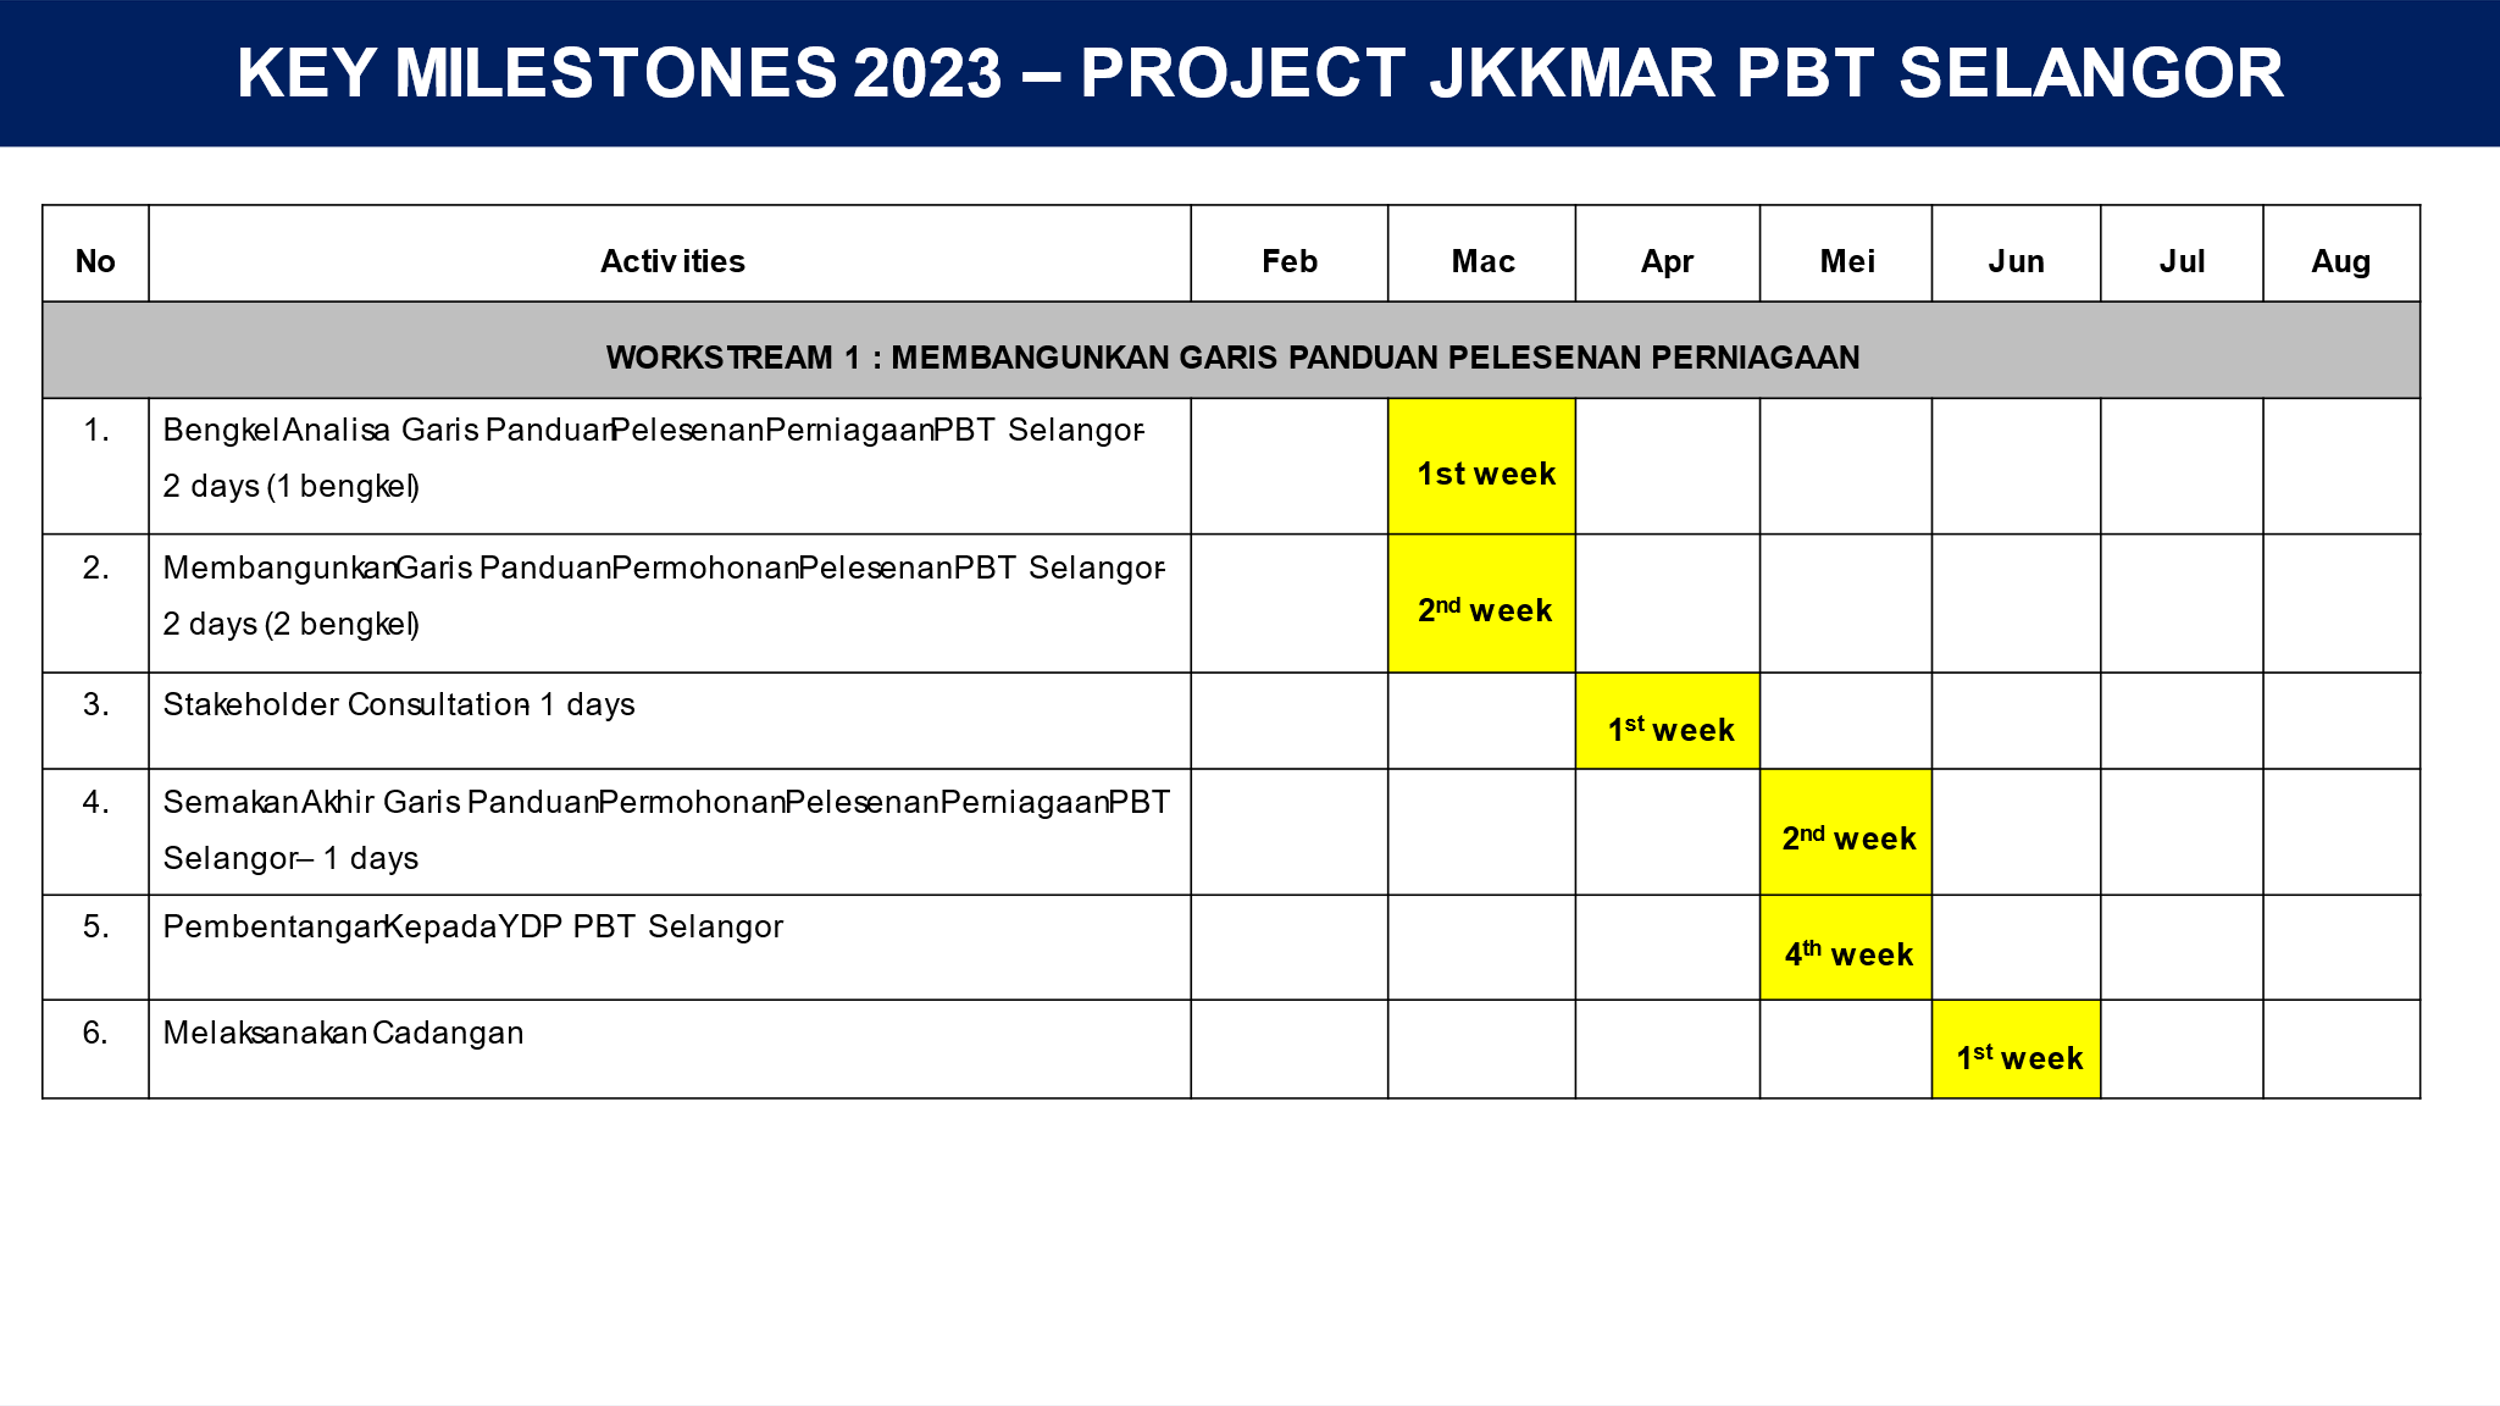 KEY MILESTONES 2023 – PROJECT JKKMAR PBT SELANGOR
No Activities Feb Mac Apr Mei Jun Jul Aug
WORKSTREAM 1 : MEMBANGUNKAN GARIS PANDUAN PELESENAN PERNIAGAAN
1. Bengkel Analisa Garis Panduan Pelesenan Perniagaan PBT Selangor -
2 days (1 bengkel)
1st week
2. Membangunkan Garis Panduan Permohonan Pelesenan PBT Selangor -
2 days (2 bengkel)
2nd week
3. Stakeholder Consultation - 1 days
1st week
4. Semakan Akhir Garis Panduan Permohonan Pelesenan Perniagaan PBT
Selangor – 1 days
2nd week
5. Pembentangan Kepada YDP PBT Selangor
4th week
6. Melaksanakan Cadangan
1st week